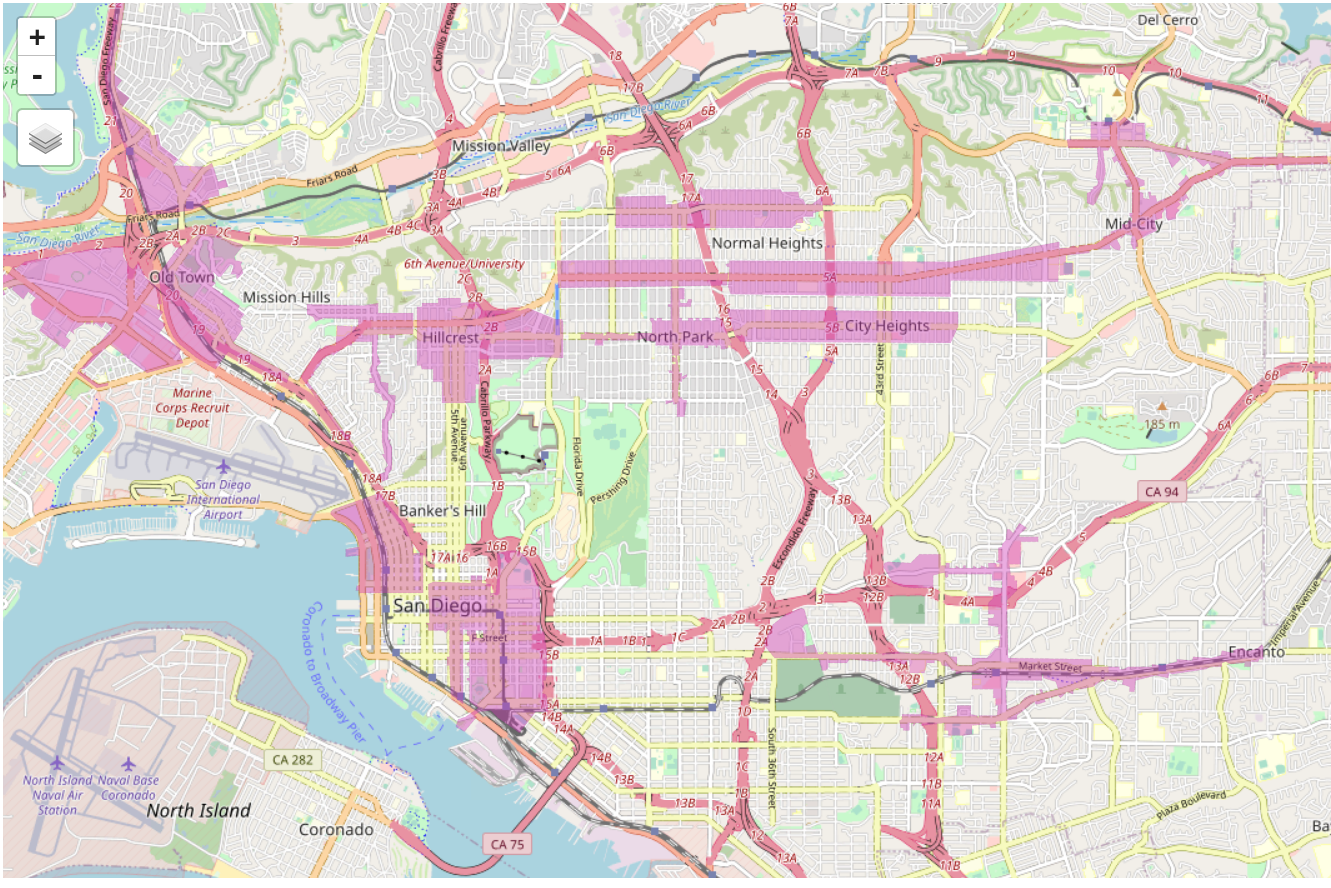 +
-
San Diego Freeway
Cabrillo Freeway
6B
7A
Del Cerro
18
17B
7A
7B
9
9
10
10
11
21
4
San Diego River
6B
6A
6B
Mission Valley
6B
5
6A
4B
3B
4A
3A
Friars Road
20
Friars Road
San Diego River
2
1
2B
2A
2B
2C
3
4A
4B
4C
3A
17
17A
6A
Mid-City
Normal Heights
6th Avenue/University
2C
2B
5A
Old Town
20
Mission Hills
19
19
18A
Hillcrest
2B
2A
North Park
16
15
5B
City Heights
5A
15
14
3
43rd Street
6B
7
6
6A
185 m
Marine
Corps Recruit
Depot
San Diego
International
Airport
18B
18A
17B
5th Avenue
6th Avenue
Cabrillo Parkway
1B
Florida Drive
Pershing Drive
3
13B
13A
Escondido Freeway
CA 94
5
4B
4
4A
3
Banker's Hill
17A
16
16B
15B
1A
2B
2
3
13B
12B
San Diego
F Street
15B
1A
1B
1
1C
2A
2B
2B
2A
2A
13A
12B
Market Street
Encanto
Imperial Avenue
Coronado to Broadway Pier
15A
14B
14A
14B
13B
13B
13A
1D
1C
1B
12
13A
South 36th Street
12A
11B
11A
11B
Plaza Boulevard
CA 282
North Island
Naval Air
Station
Naval Base
Coronado
North Island
Coronado
CA 75